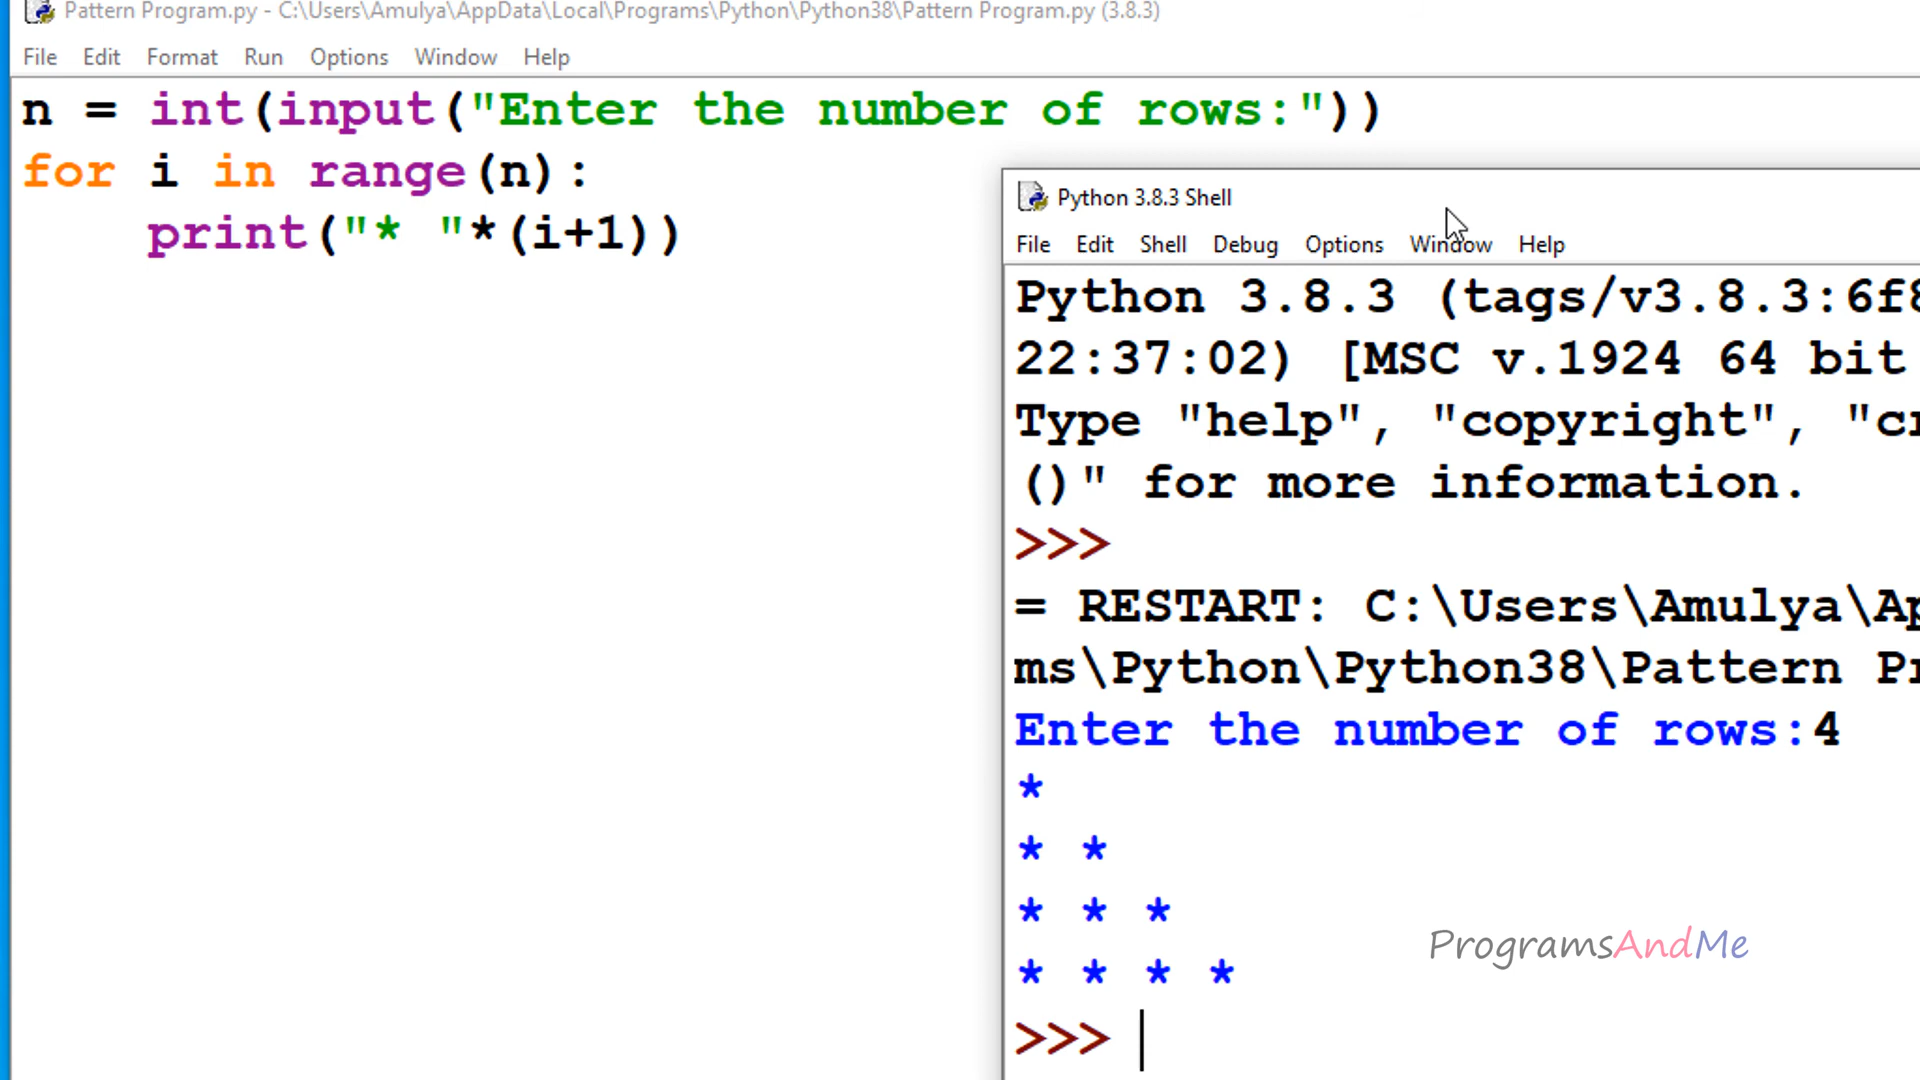 Pattern Program.py - C:\Users\Amulya\AppData\Local\Programs\Python\Python38\Pattern Program.py (3.8.3)
File Edit Format Run Options Window Help
n = int(input("Enter the number of rows:"))
for i in range(n):
    print("* "*(i+1))
Python 3.8.3 Shell
File Edit Shell Debug Options Window Help
Python 3.8.3 (tags/v3.8.3:6f8
22:37:02) [MSC v.1924 64 bit
Type "help", "copyright", "cr
()" for more information.
>>>
= RESTART: C:\Users\Amulya\Ap
ms\Python\Python38\Pattern Pr
Enter the number of rows:4
*
* *
* * *
* * * *
>>>
ProgramsAndMe